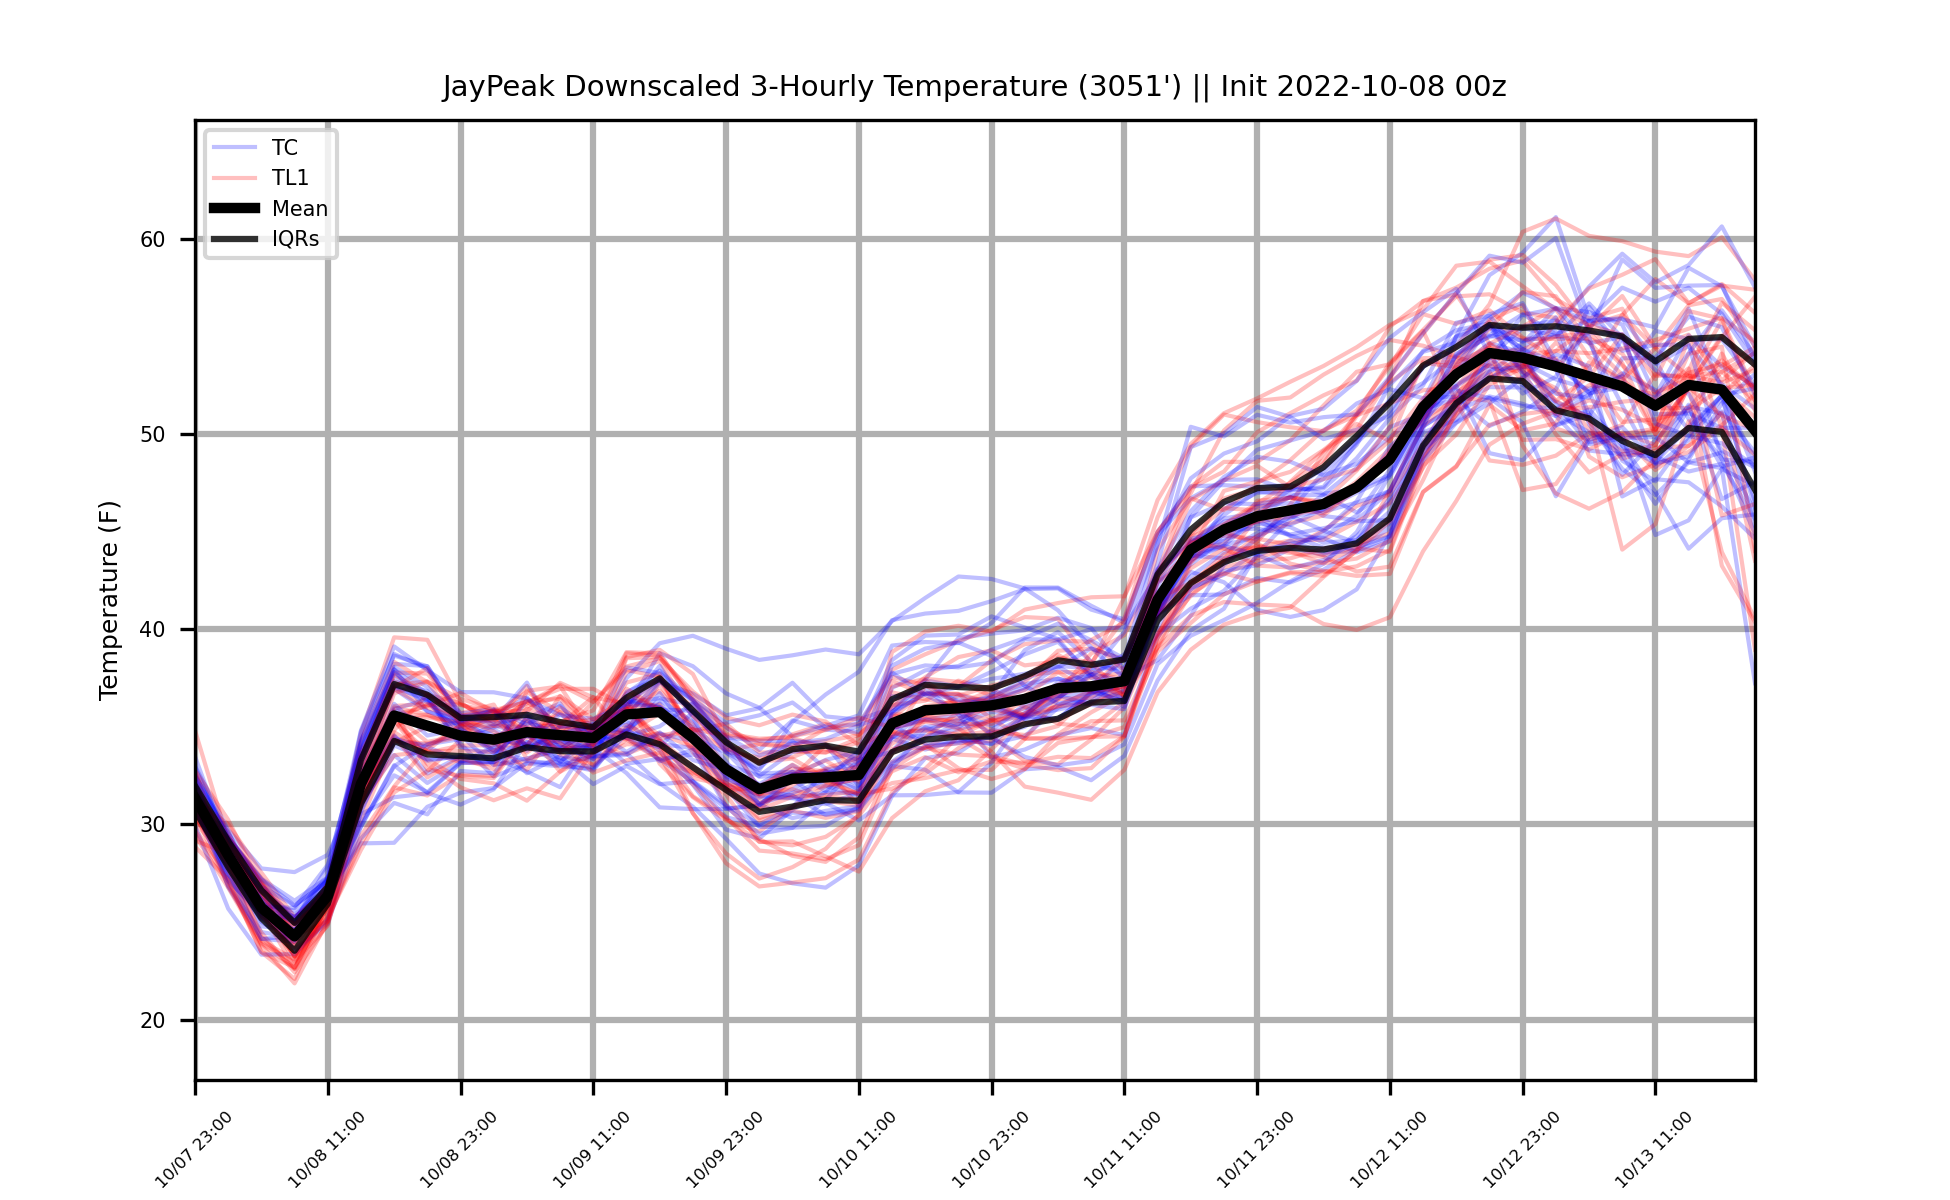 JayPeak Downscaled 3-Hourly Temperature (3051') || Init 2022-10-08 00z
TC
TL1
Mean
IQRs
Temperature (F)
60
50
40
30
20
10/07 23:00
10/08 11:00
10/08 23:00
10/09 11:00
10/09 23:00
10/10 11:00
10/10 23:00
10/11 11:00
10/11 23:00
10/12 11:00
10/12 23:00
10/13 11:00